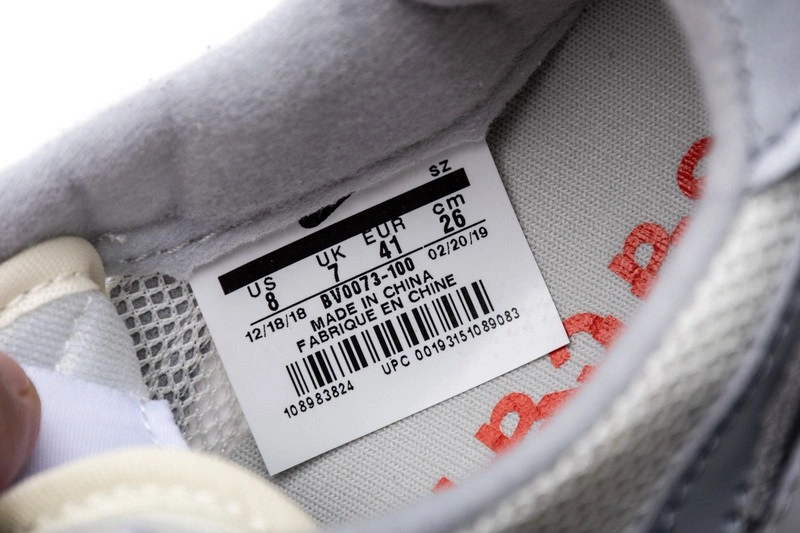 SZ
US UK EUR cm
8 7 41 26
12/18/18 BV0073-100 02/20/19
MADE IN CHINA
FABRIQUE EN CHINE
108983824 UPC 00193151089083